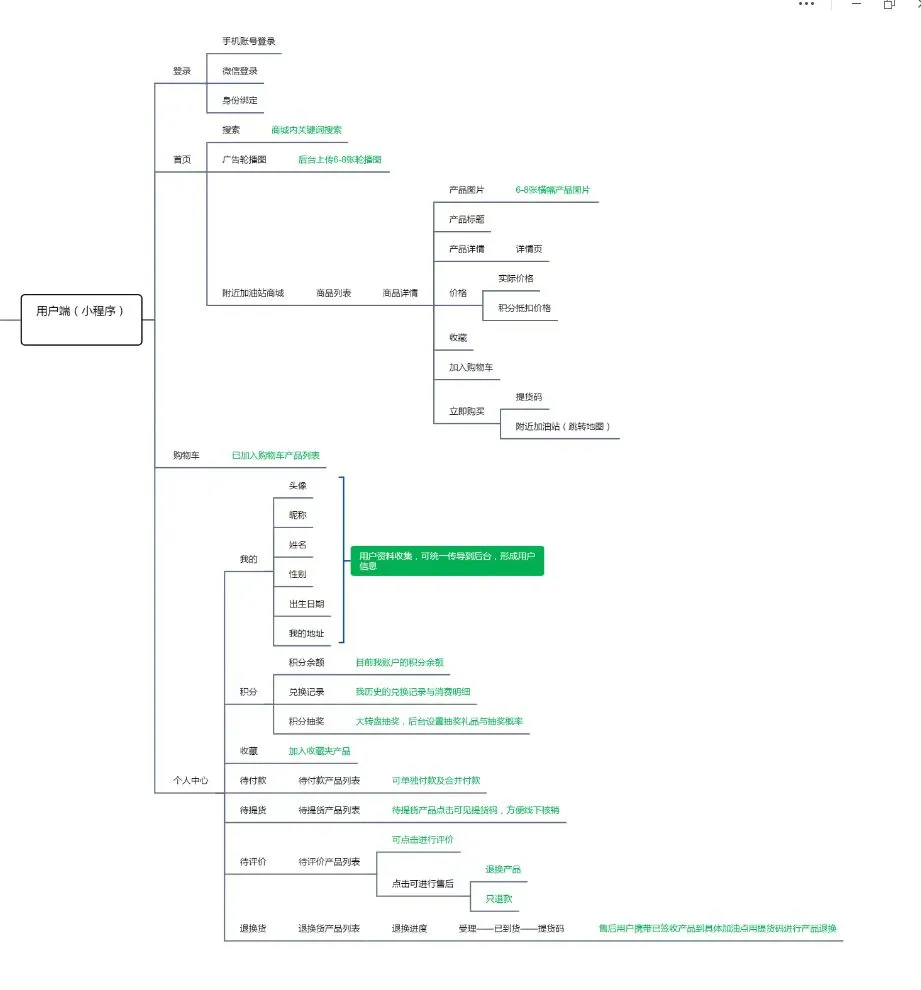 手机账号登录
登录
微信登录
身份绑定
搜索
商城内关键词搜索
首页
广告轮播图
后台上传6-8张轮播图
产品图片
6-8张横幅产品图片
产品标题
产品详情
详情页
实际价格
附近加油站商城
商品列表
商品详情
价格
积分抵扣价格
用户端（小程序）
收藏
加入购物车
提货码
立即购买
附近加油站（跳转地图）
购物车
已加入购物车产品列表
头像
昵称
姓名
我的
用户资料收集，可统一传导到后台，形成用户
信息
性别
出生日期
我的地址
积分余额
目前我账户的积分余额
积分
兑换记录
我历史的兑换记录与消费明细
积分抽奖
大转盘抽奖，后台设置抽奖礼品与抽奖概率
收藏
加入收藏夹产品
个人中心
待付款
待付款产品列表
可单独付款及合并付款
待提货
待提货产品列表
待提货产品点击可见提货码，方便线下核销
可点击进行评价
待评价
待评价产品列表
退换产品
点击可进行售后
只退款
退换货
退换货产品列表
退换进度
受理——已到货——提货码
售后用户携带已签收产品到具体加油点用提货码进行产品退换